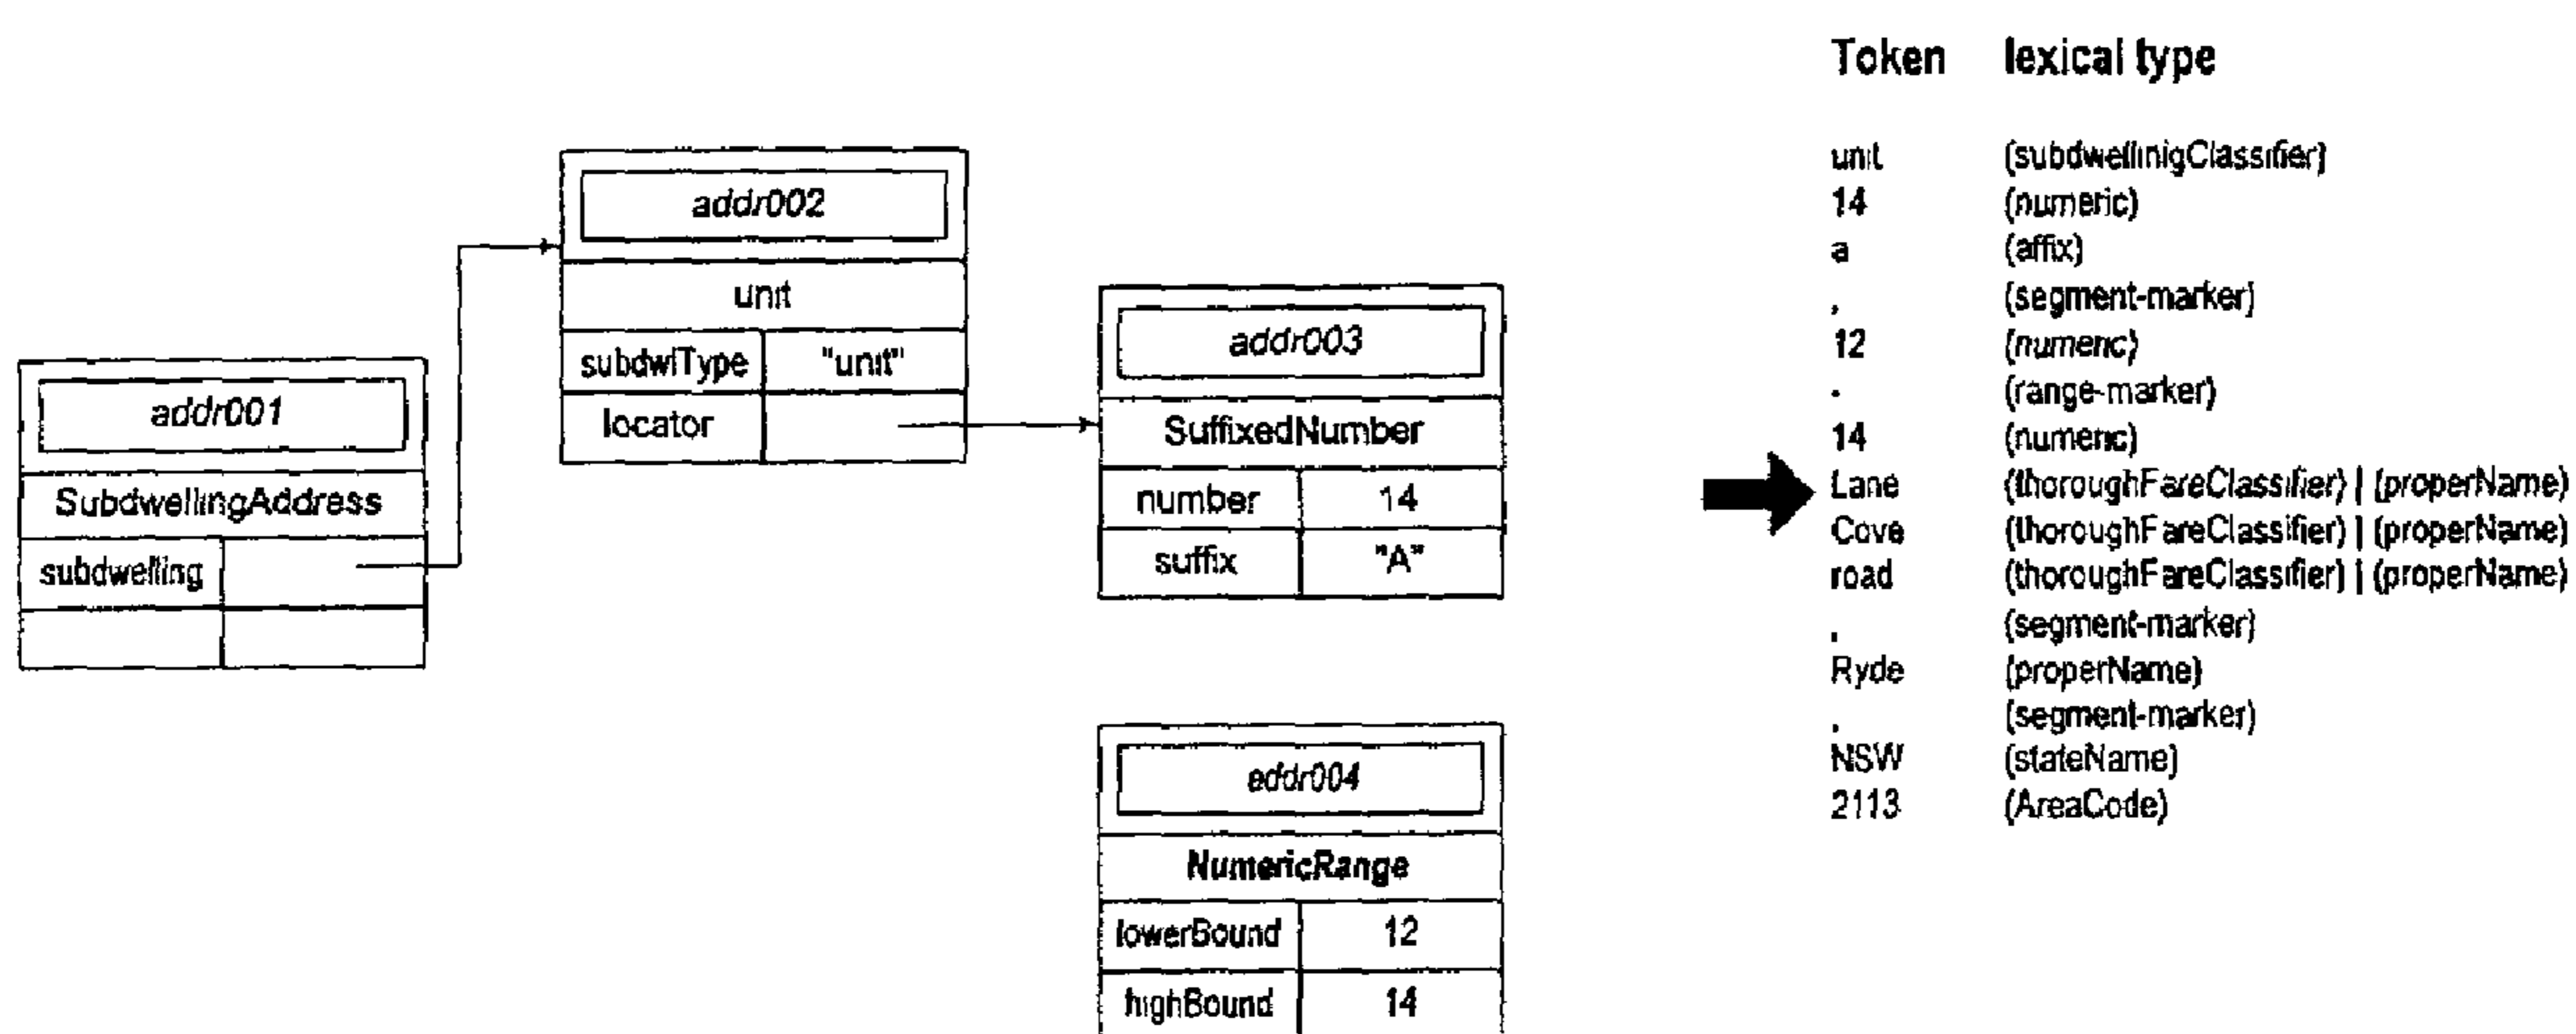 addr001
SubdwellingAddress
subdwelling
addr002
unit
subdwlType "unit"
locator
addr003
SuffixedNumber
number 14
suffix "A"
addr004
NumericRange
lowerBound 12
highBound 14
Token lexical type
unit (subdwellinigClassifier)
14 (numeric)
a (affix)
, (segment-marker)
12 (numeric)
- (range-marker)
14 (numeric)
Lane (thoroughFareClassifier) | (properName)
Cove (thoroughFareClassifier) | (properName)
road (thoroughFareClassifier) | (properName)
, (segment-marker)
Ryde (properName)
, (segment-marker)
NSW (stateName)
2113 (AreaCode)